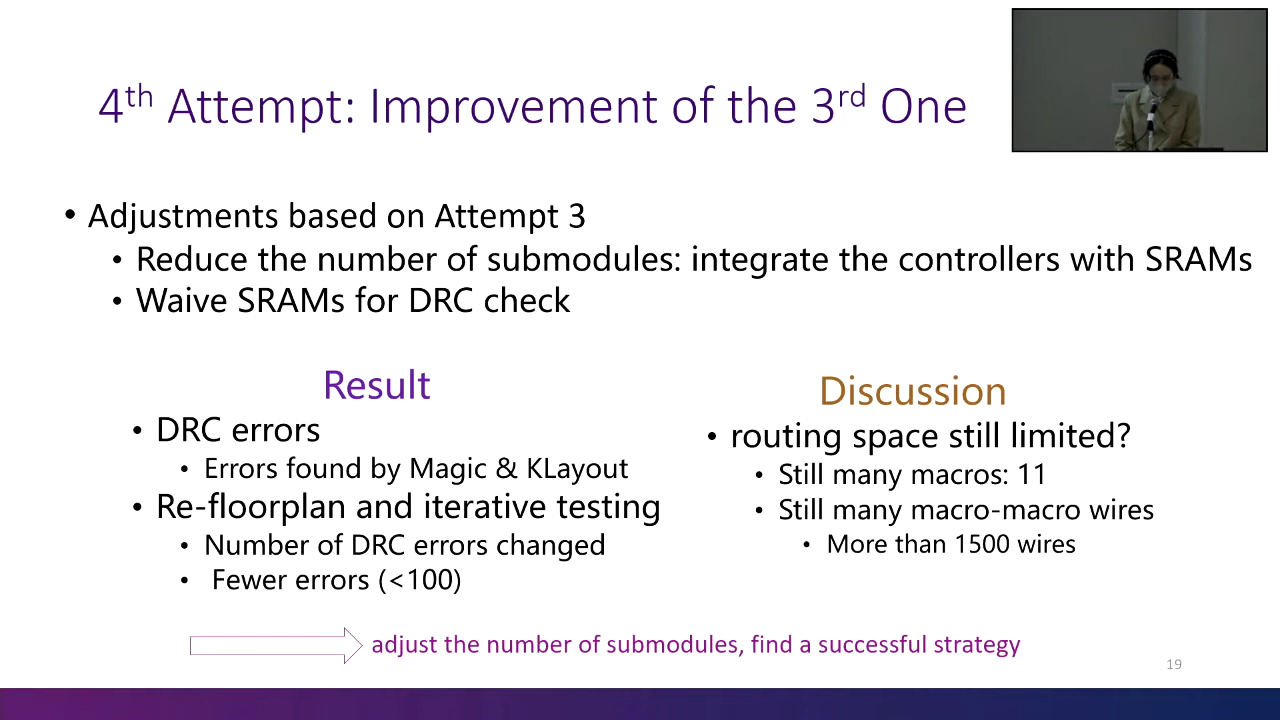 4th Attempt: Improvement of the 3rd One
• Adjustments based on Attempt 3
• Reduce the number of submodules: integrate the controllers with SRAMs
• Waive SRAMs for DRC check
Result
• DRC errors
• Errors found by Magic & KLayout
• Re-floorplan and iterative testing
• Number of DRC errors changed
• Fewer errors (<100)
Discussion
• routing space still limited?
• Still many macros: 11
• Still many macro-macro wires
• More than 1500 wires
adjust the number of submodules, find a successful strategy
19